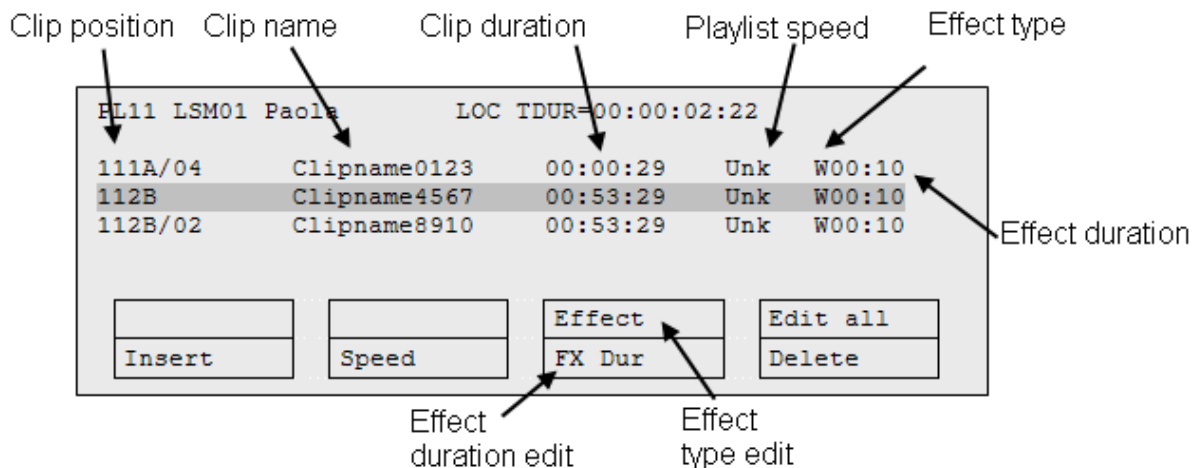 Clip position Clip name Clip duration Playlist speed Effect type
PL11 LSM01 Paola LOC TDUR=00:00:02:22
111A/04 Clipname0123 00:00:29 Unk W00:10
112B Clipname4567 00:53:29 Unk W00:10
112B/02 Clipname8910 00:53:29 Unk W00:10
Effect duration
Effect Edit all
Insert Speed FX Dur Delete
Effect
duration edit
Effect
type edit